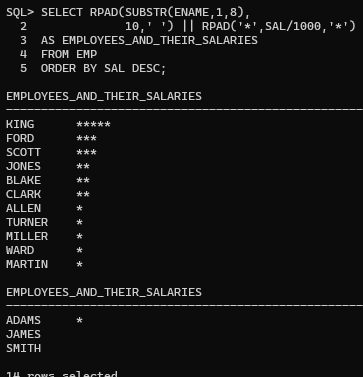 SQL> SELECT RPAD(SUBSTR(ENAME,1,8),
  2              10,' ') || RPAD('*',SAL/1000,'*')
  3  AS EMPLOYEES_AND_THEIR_SALARIES
  4  FROM EMP
  5  ORDER BY SAL DESC;
EMPLOYEES_AND_THEIR_SALARIES
KING      *****
FORD      ***
SCOTT     ***
JONES     **
BLAKE     **
CLARK     **
ALLEN     *
TURNER    *
MILLER    *
WARD      *
MARTIN    *
EMPLOYEES_AND_THEIR_SALARIES
ADAMS     *
JAMES
SMITH
rows selected